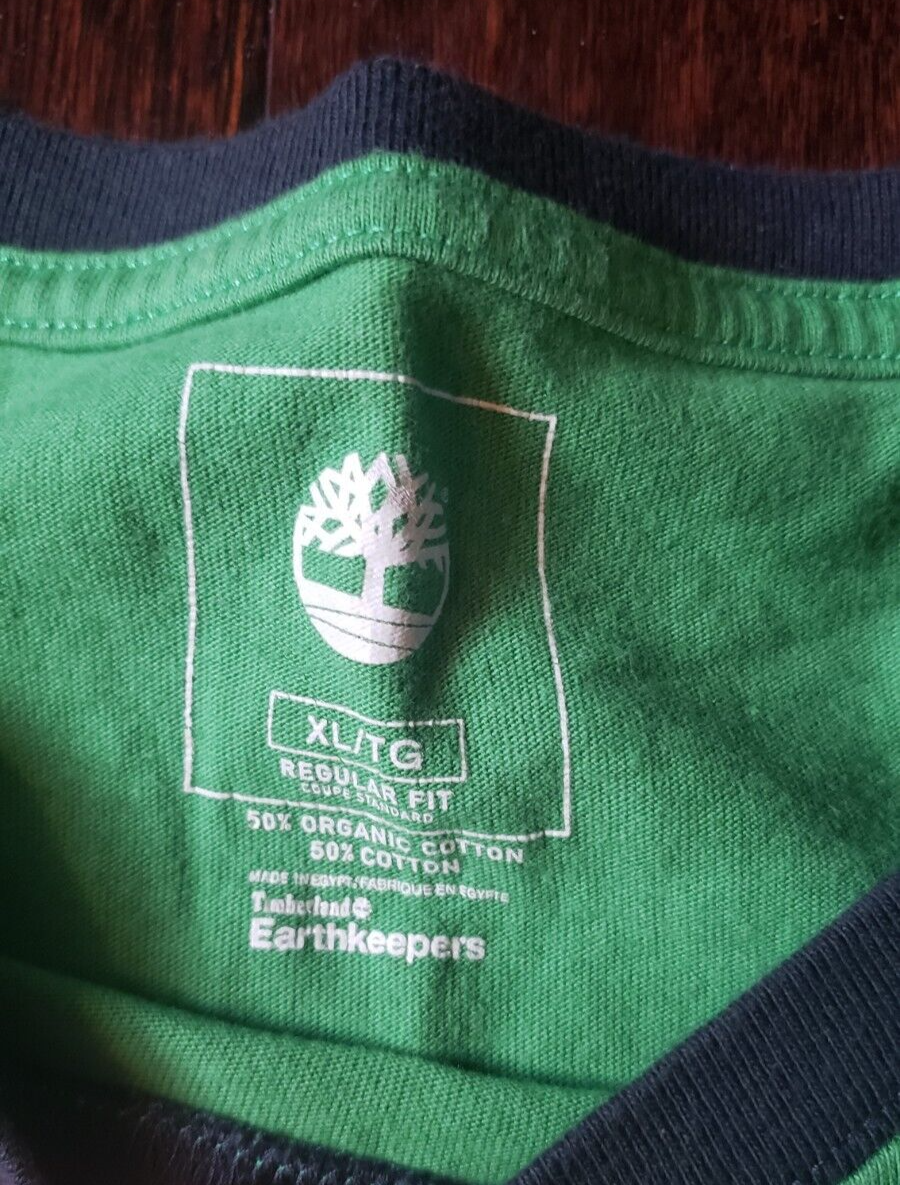 XL/TG
REGULAR FIT
COUPE STANDARD
50% ORGANIC COTTON
50% COTTON
MADE IN EGYPT/FABRIQUE EN EGYPTE
Timberland
Earthkeepers